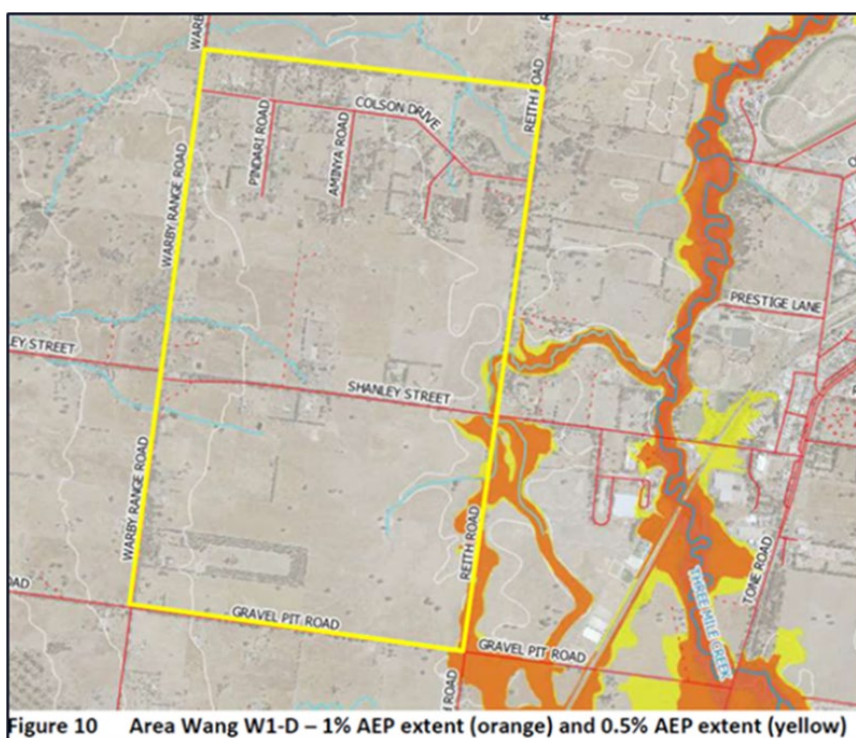 WARB
R
REITH ROAD
COLSON DRIVE
PINDARI ROAD
AMINYA ROAD
WARBY RANGE ROAD
PRESTIGE LANE
EY STREET
SHANLEY STREET
WARBY RANGE ROAD
REITH ROAD
TONE ROAD
THREE MILE CREEK
OAD
GRAVEL PIT ROAD
GRAVEL PIT ROAD
ROAD
Figure 10 Area Wang W1-D – 1% AEP extent (orange) and 0.5% AEP extent (yellow)